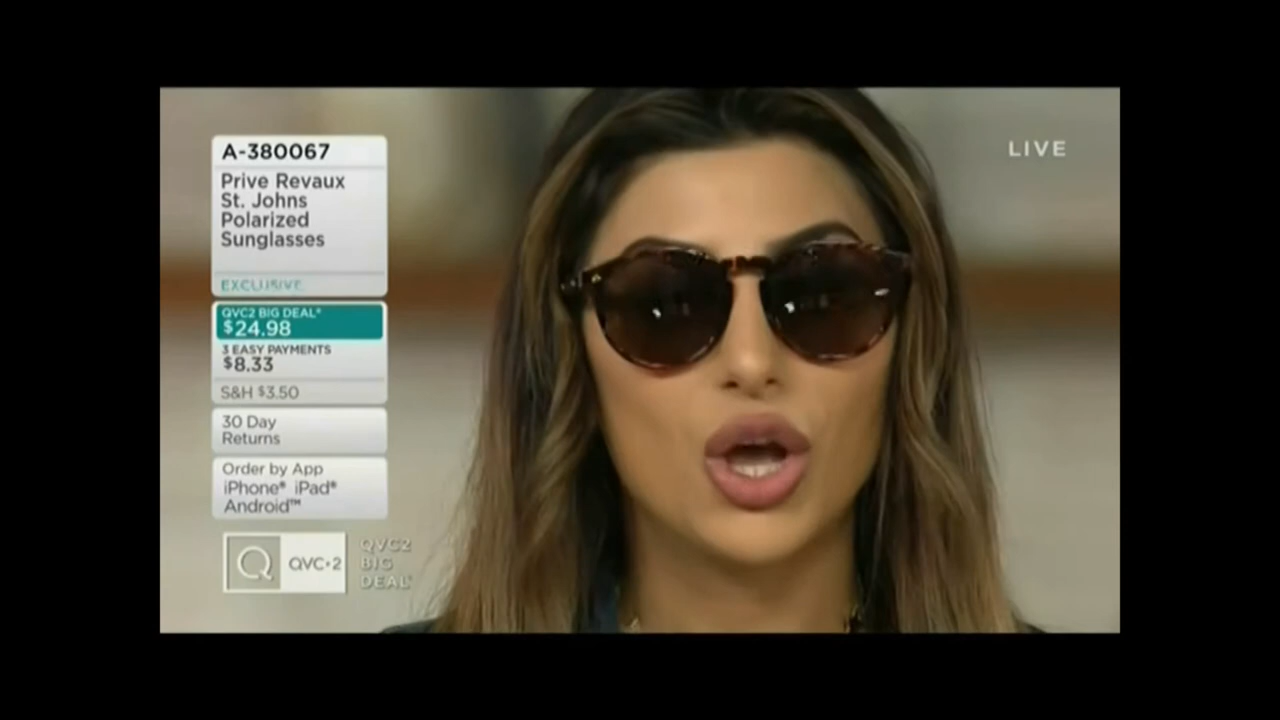 A-380067
Prive Revaux
St. Johns
Polarized
Sunglasses
EXCLUSIVE
QVC2 BIG DEAL®
$24.98
3 EASY PAYMENTS
$8.33
S&H $3.50
30 Day
Returns
Order by App
iPhone® iPad®
Android™
Q QVC•2
QVC2
BIG
DEAL®
LIVE